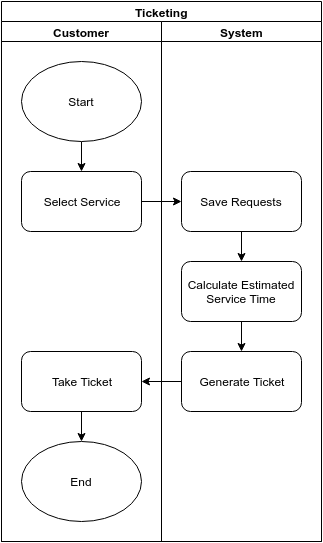 Ticketing
Customer
System
Start
Select Service
Save Requests
Calculate Estimated
Service Time
Take Ticket
Generate Ticket
End